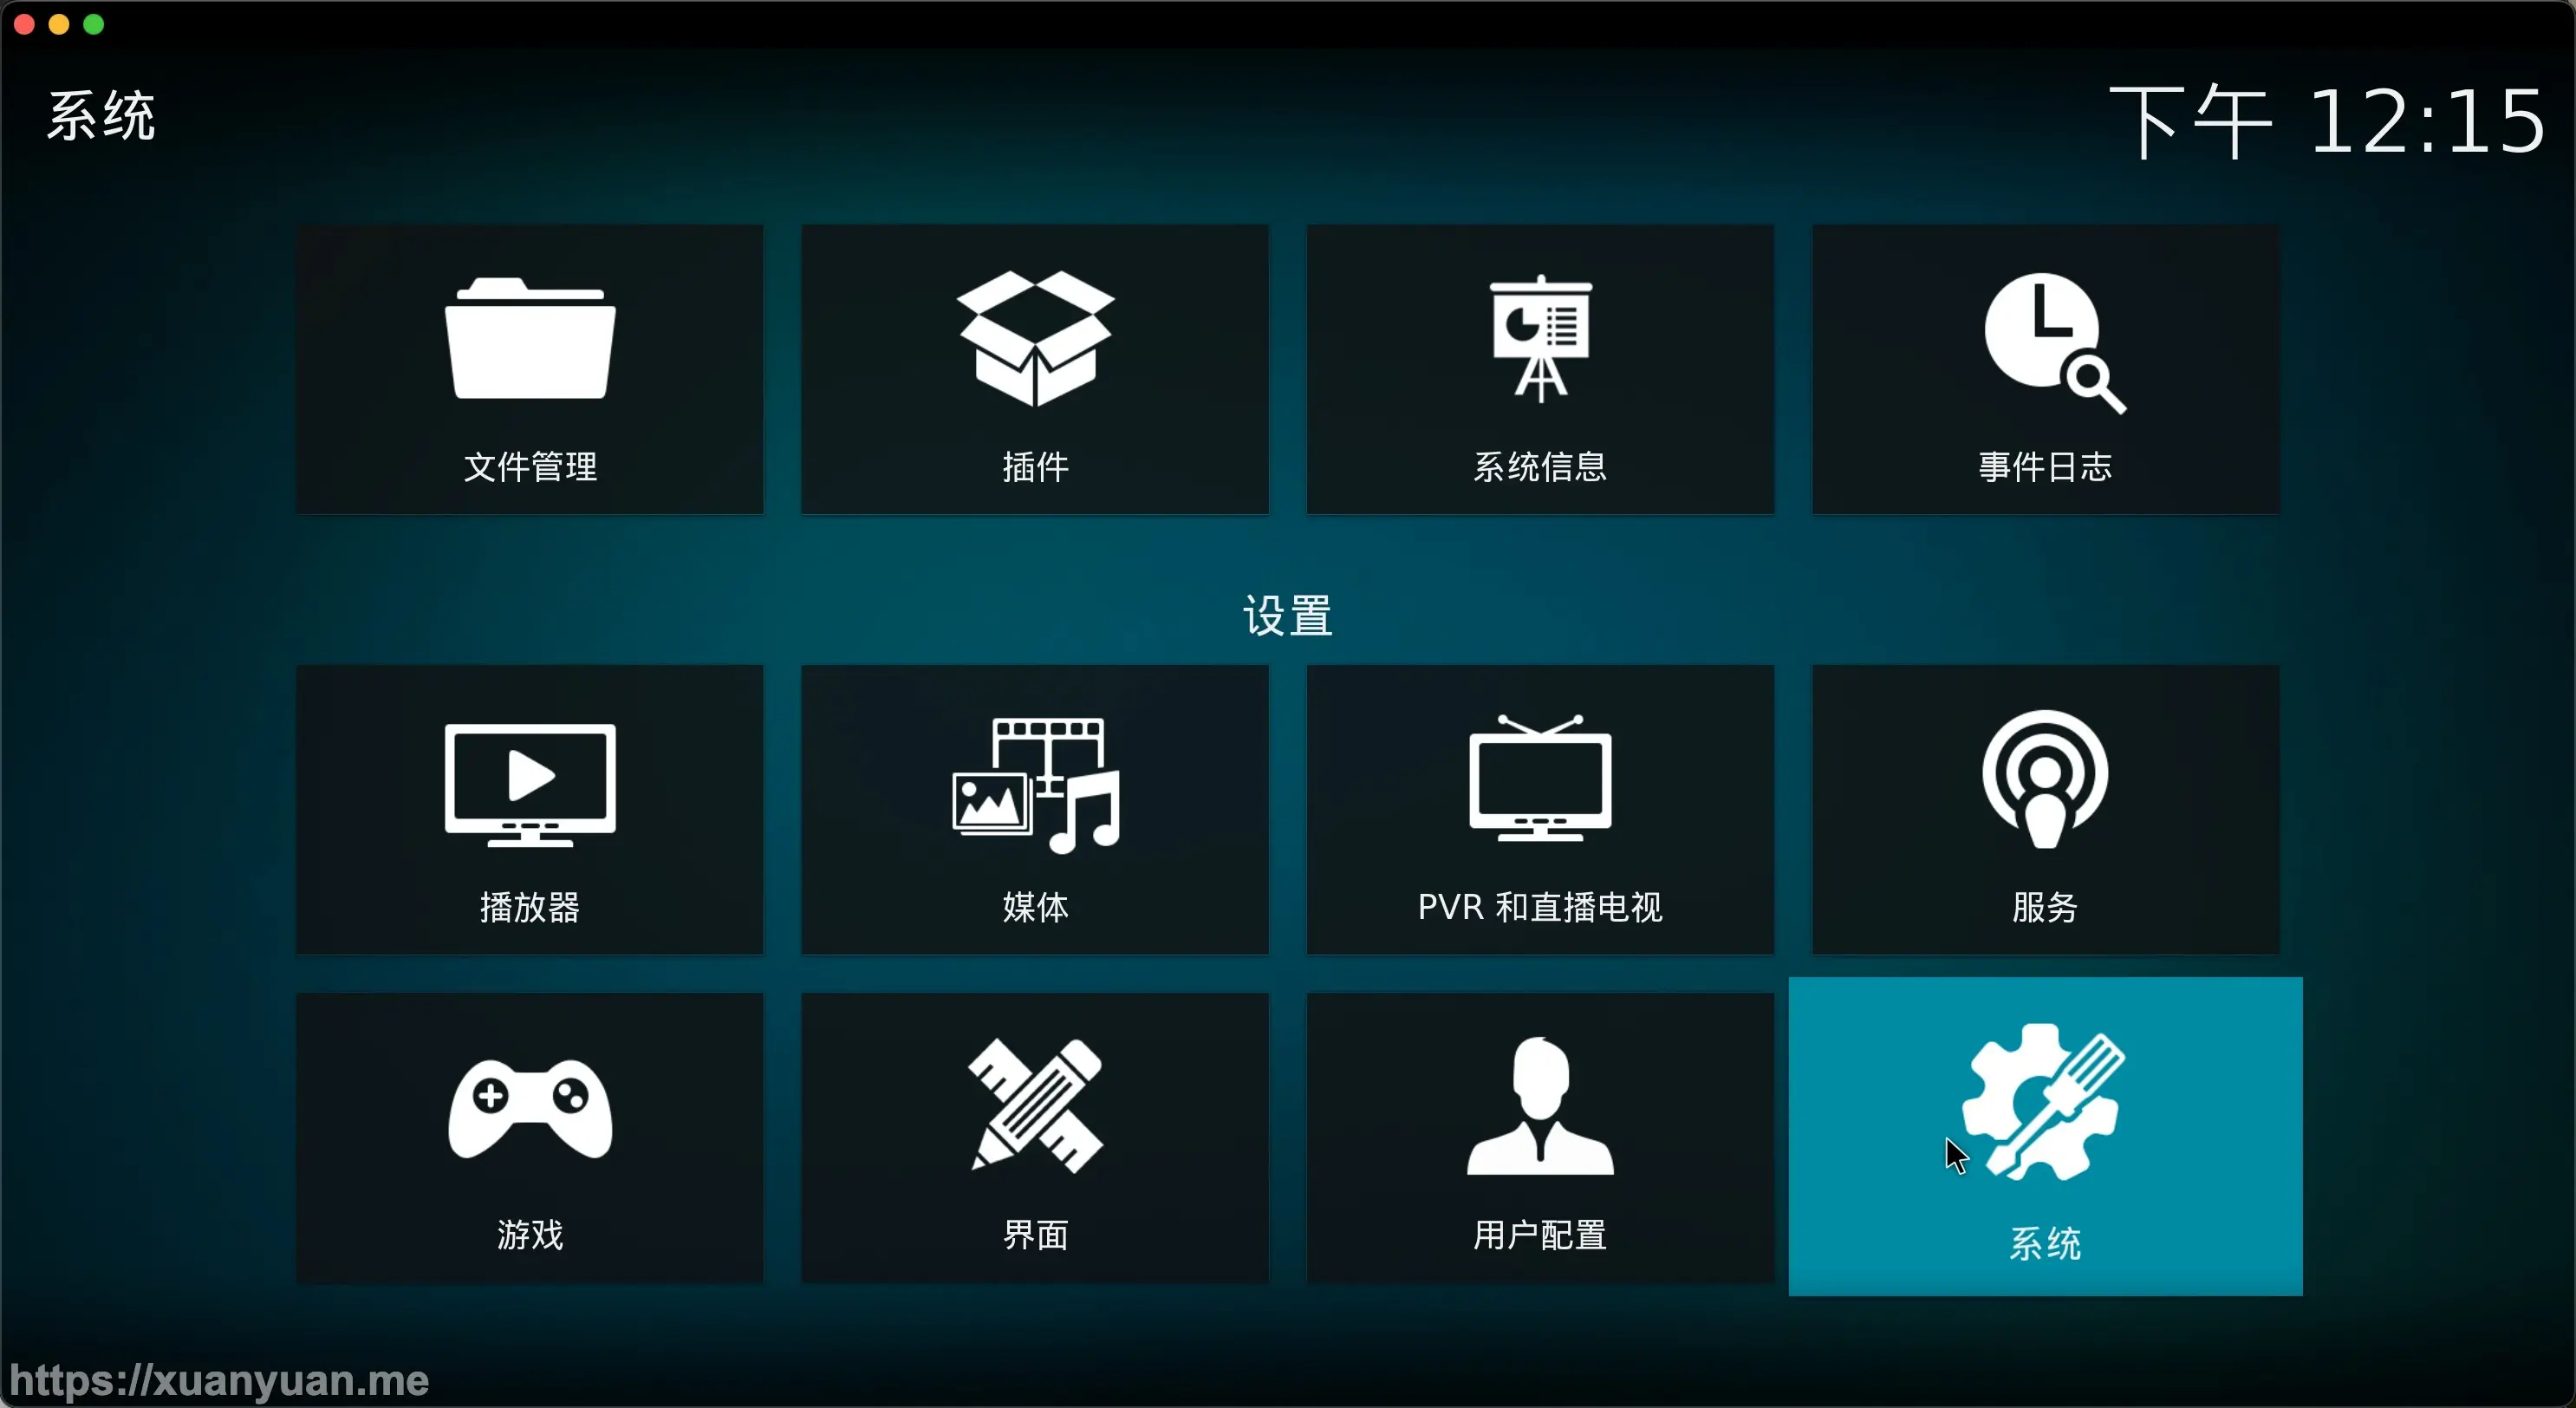 系统
下午 12:15
文件管理
插件
系统信息
事件日志
设置
播放器
媒体
PVR 和直播电视
服务
游戏
界面
用户配置
系统
https://xuanyuan.me